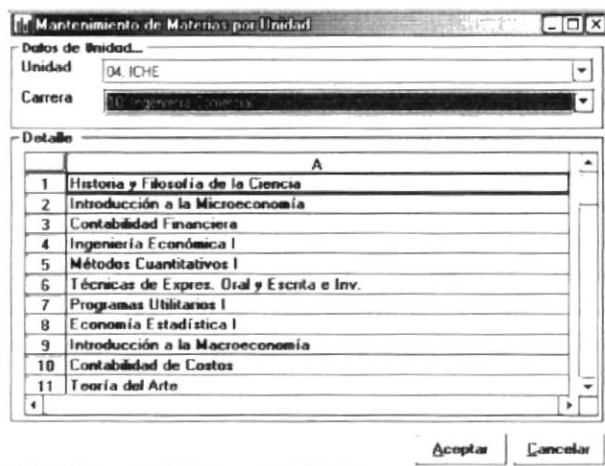 Mantenimiento de Materias por Unidad
Datos de Unidad...
Unidad 04. ICHE
Carrera 10. Ingeniería Comercial
Detalle
A
1 Historia y Filosofía de la Ciencia
2 Introducción a la Microeconomía
3 Contabilidad Financiera
4 Ingeniería Económica I
5 Métodos Cuantitativos I
6 Técnicas de Expres. Oral y Escrita e Inv.
7 Programas Utilitarios I
8 Economía Estadística I
9 Introducción a la Macroeconomía
10 Contabilidad de Costos
11 Teoría del Arte
Aceptar Cancelar